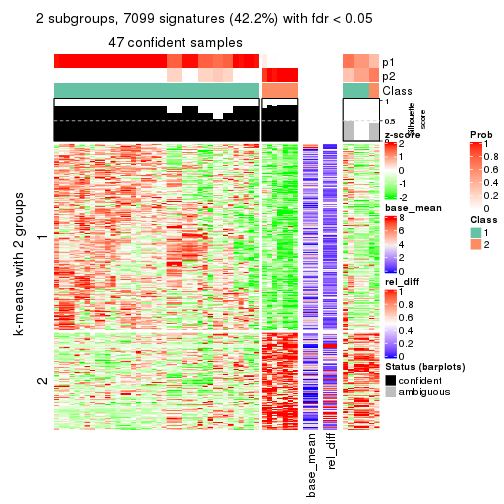 2 subgroups, 7099 signatures (42.2%) with fdr < 0.05
47 confident samples
p1
p2
Class
1
0.5
0
Silhouette
score
k-means with 2 groups
1
2
base_mean
rel_diff
z-score
2
1
0
-1
-2
base_mean
8
6
4
2
0
rel_diff
1
0.8
0.6
0.4
0.2
0
Status (barplots)
confident
ambiguous
Prob
1
0.8
0.6
0.4
0.2
0
Class
1
2